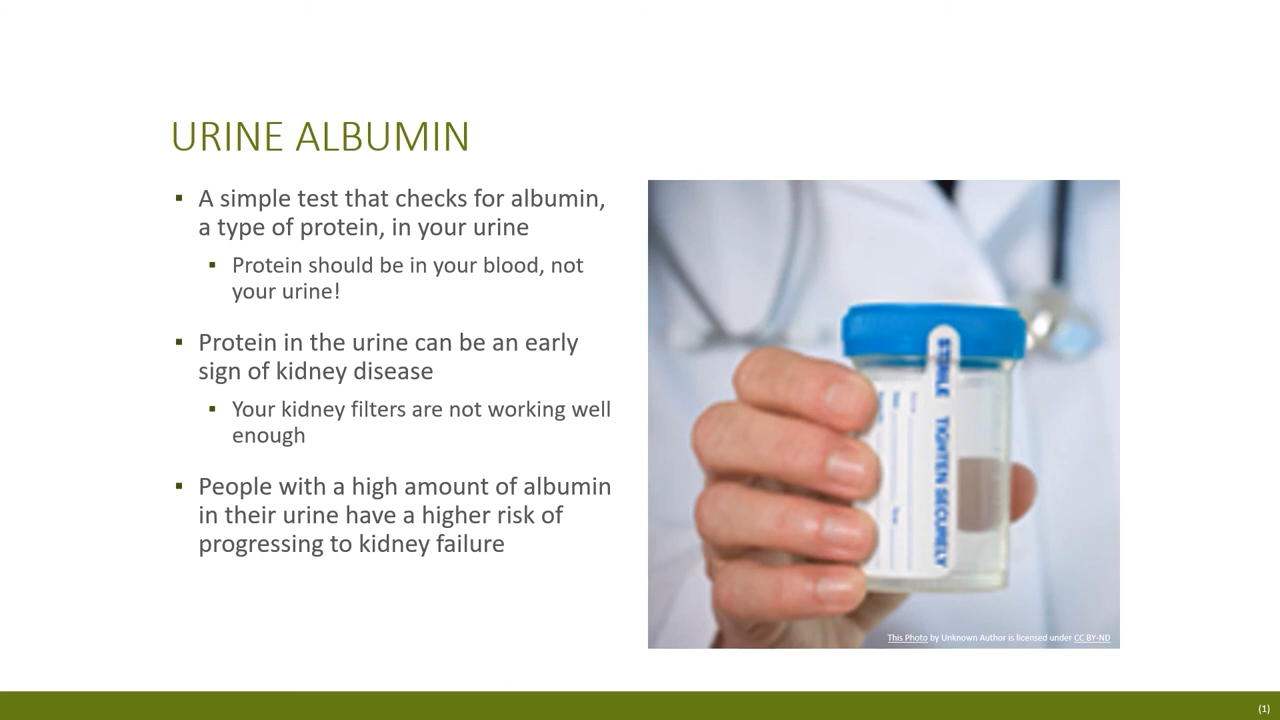 URINE ALBUMIN
▪ A simple test that checks for albumin,
a type of protein, in your urine
▪ Protein should be in your blood, not
your urine!
▪ Protein in the urine can be an early
sign of kidney disease
▪ Your kidney filters are not working well
enough
▪ People with a high amount of albumin
in their urine have a higher risk of
progressing to kidney failure
STERILE TIGHTEN SECURELY
This Photo by Unknown Author is licensed under CC BY-ND
(1)